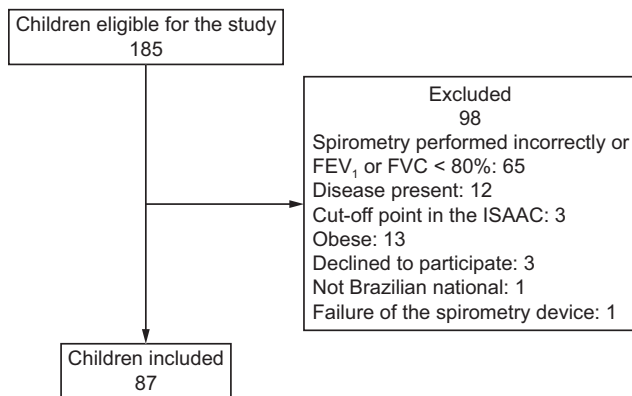 Children eligible for the study
185
Excluded
98
Spirometry performed incorrectly or
FEV₁ or FVC < 80%: 65
Disease present: 12
Cut-off point in the ISAAC: 3
Obese: 13
Declined to participate: 3
Not Brazilian national: 1
Failure of the spirometry device: 1
Children included
87